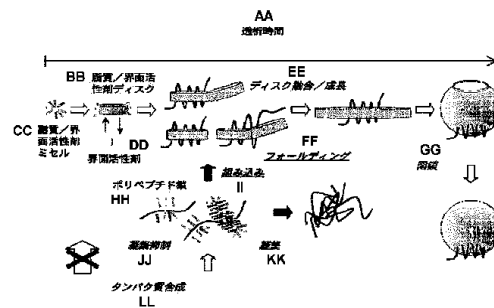 AA
透析時間
BB 脂質／界面活
性剤ディスク
EE
ディスク融合／成長
CC 脂質／界
面活性剤
ミセル
DD
界面活性剤
FF
フォールディング
GG
閉鎖
組み込み
II
ポリペプチド鎖
HH
凝集抑制
JJ
凝集
KK
タンパク質合成
LL